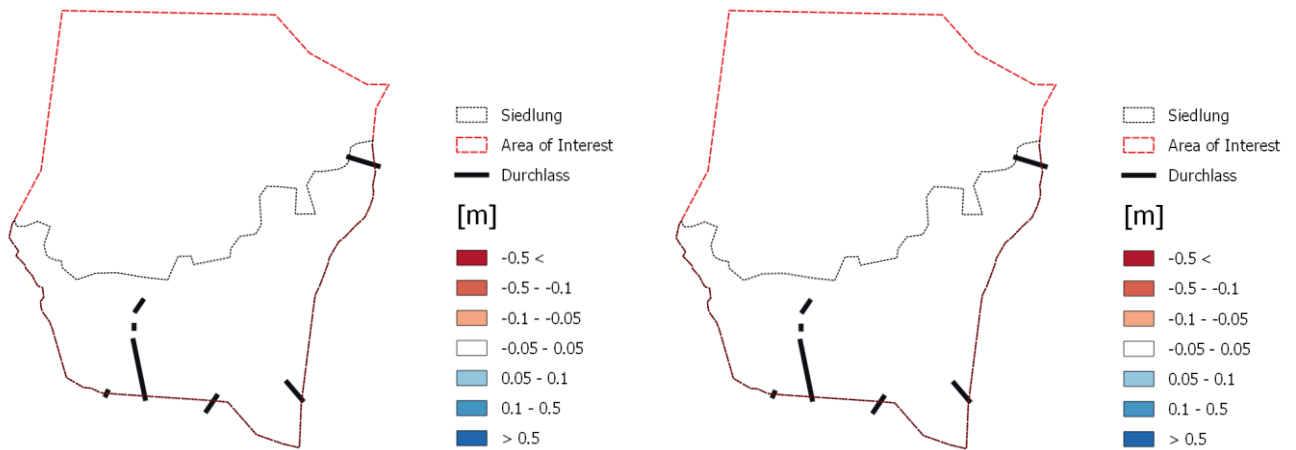 Siedlung
Area of Interest
Durchlass
[m]
-0.5 <
-0.5 - -0.1
-0.1 - -0.05
-0.05 - 0.05
0.05 - 0.1
0.1 - 0.5
> 0.5
Siedlung
Area of Interest
Durchlass
[m]
-0.5 <
-0.5 - -0.1
-0.1 - -0.05
-0.05 - 0.05
0.05 - 0.1
0.1 - 0.5
> 0.5